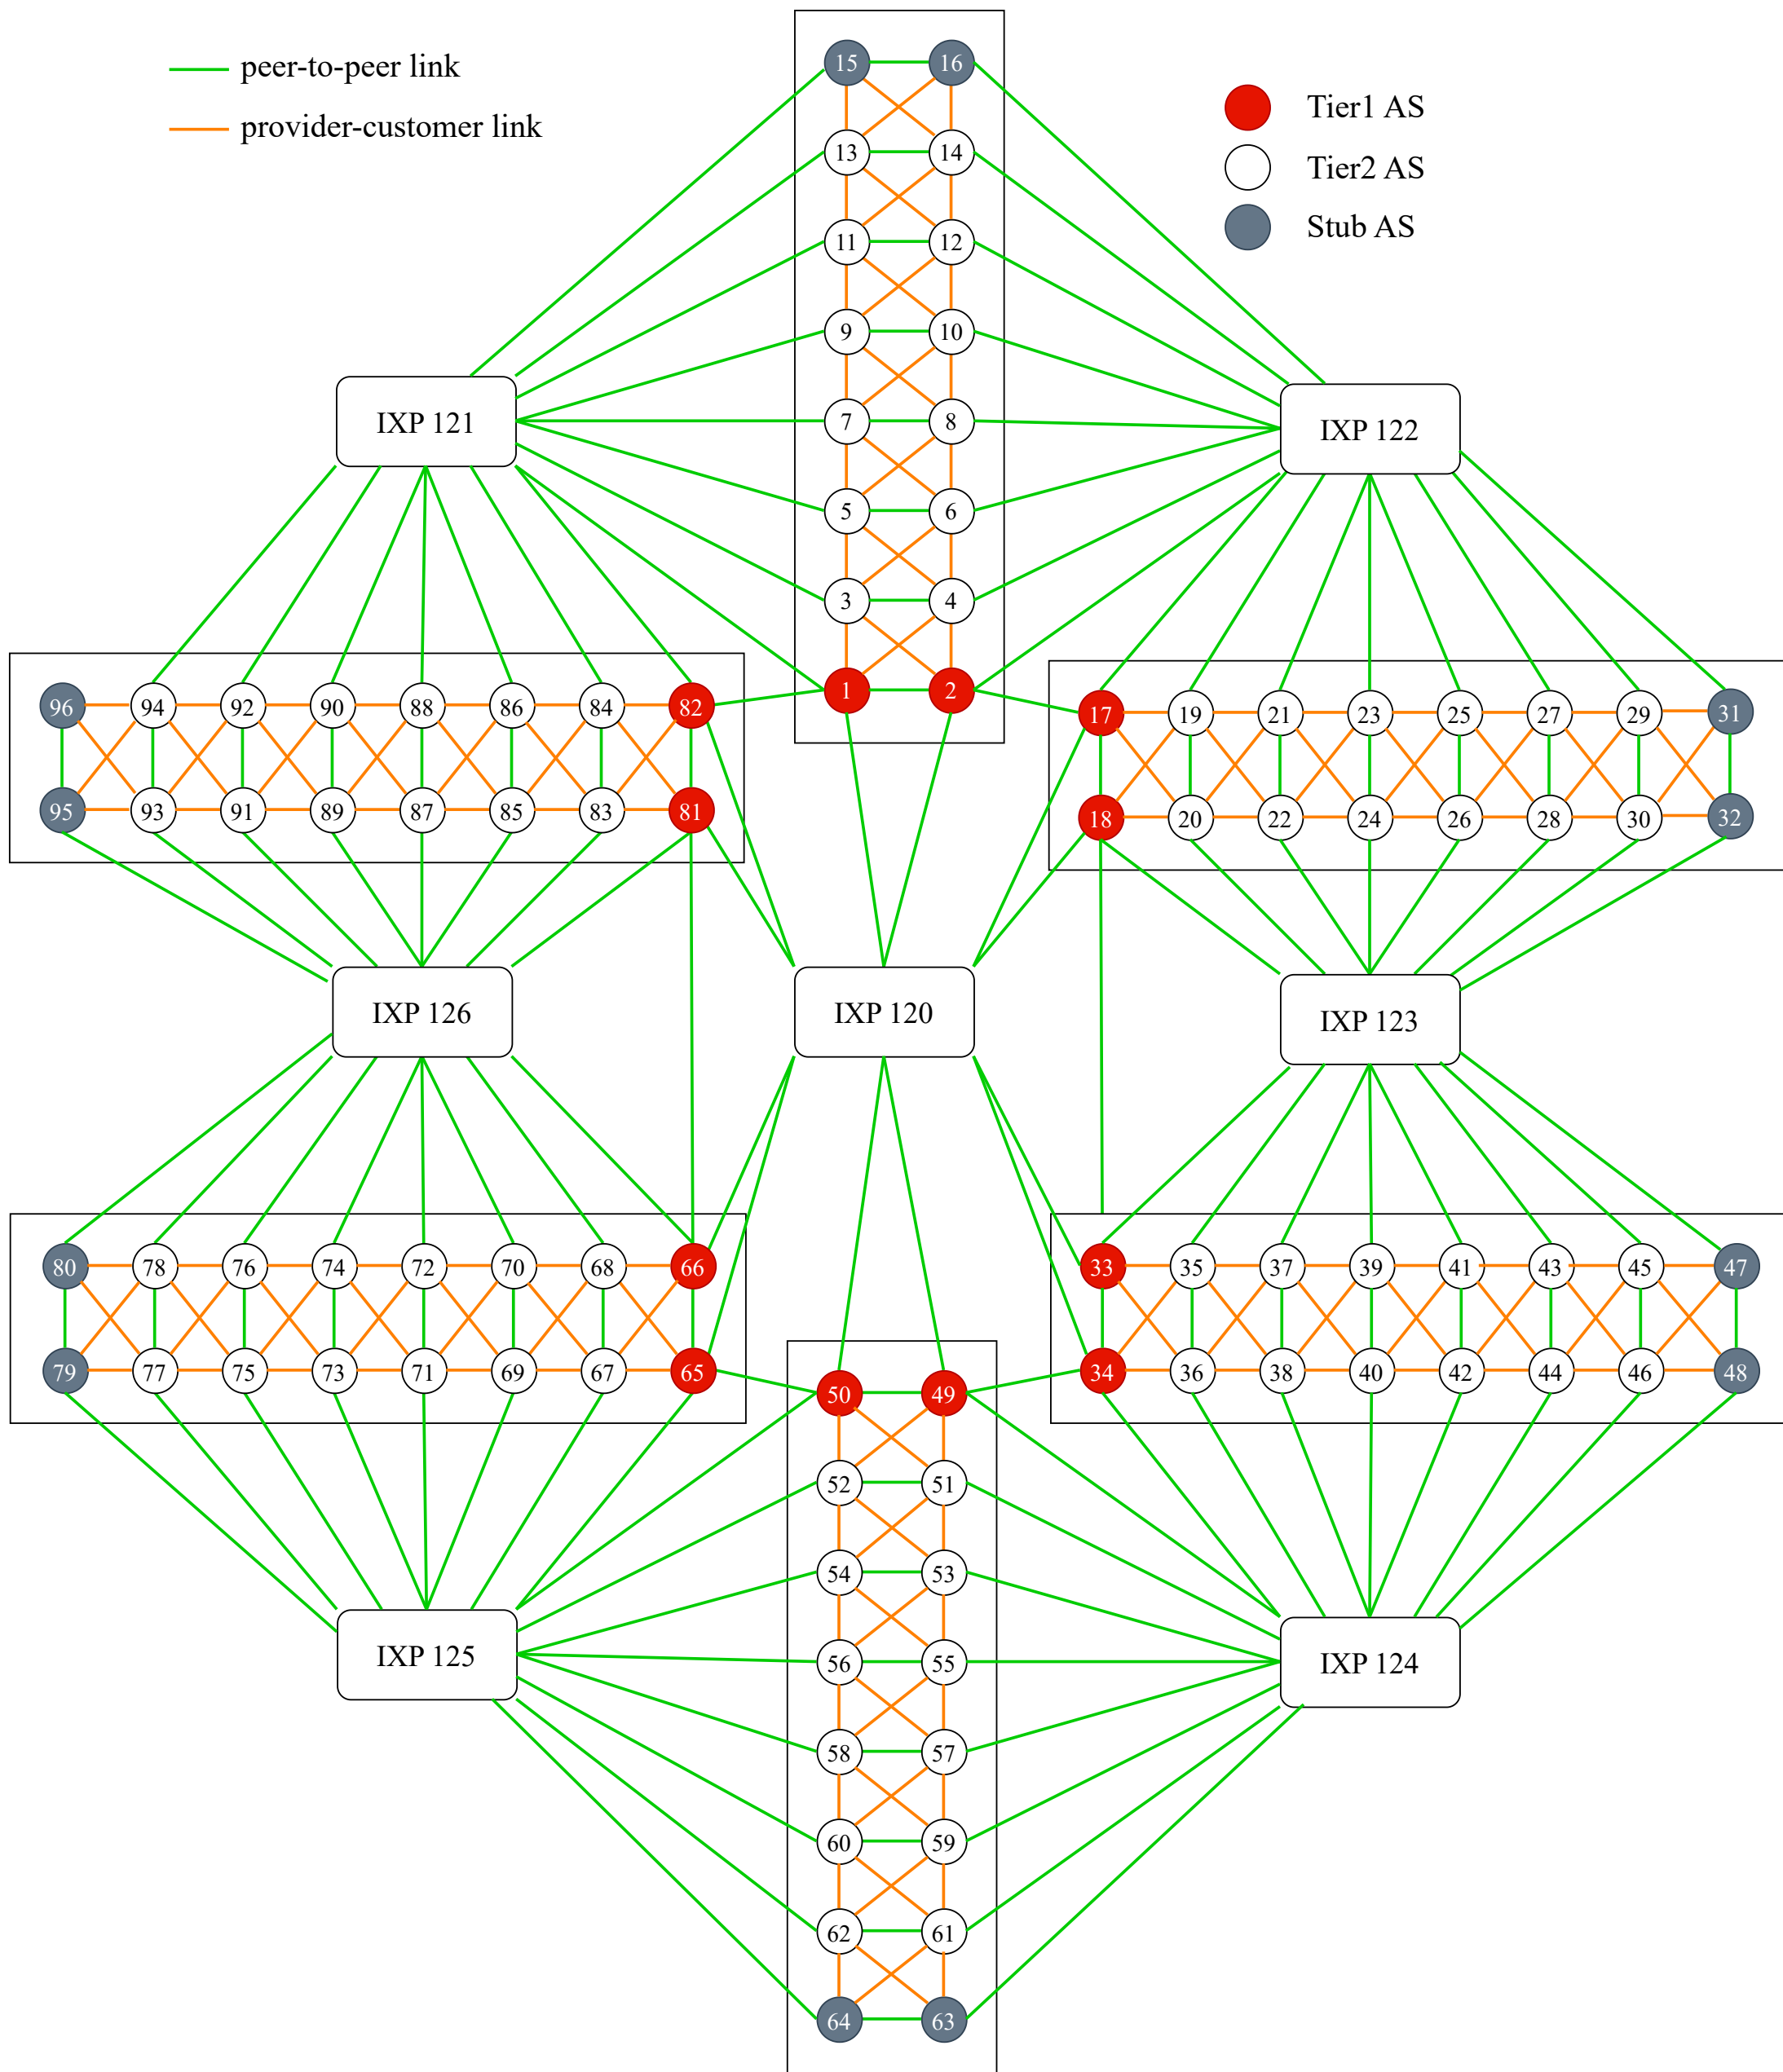 peer-to-peer link
provider-customer link
Tier1 AS
Tier2 AS
Stub AS
15 16
13 14
11 12
9 10
IXP 121
7 8
IXP 122
5 6
3 4
1 2
96 94 92 90 88 86 84 82
17 19 21 23 25 27 29 31
95 93 91 89 87 85 83 81
18 20 22 24 26 28 30 32
IXP 126
IXP 120
IXP 123
80 78 76 74 72 70 68 66
33 35 37 39 41 43 45 47
79 77 75 73 71 69 67 65
34 36 38 40 42 44 46 48
50 49
52 51
54 53
IXP 125
56 55
IXP 124
58 57
60 59
62 61
64 63